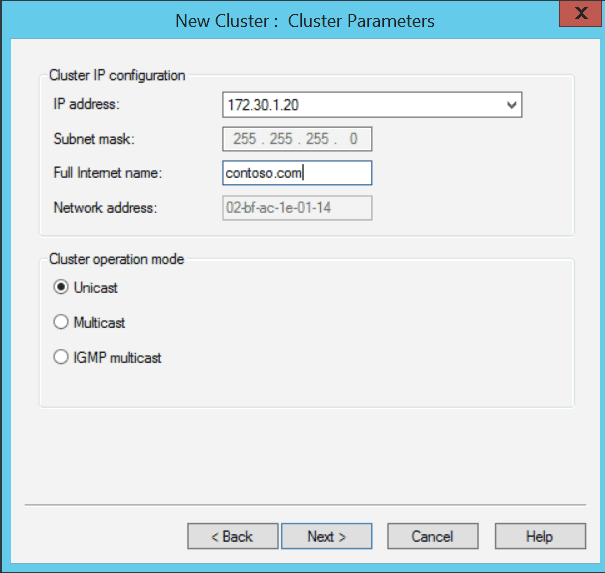 New Cluster : Cluster Parameters
X
Cluster IP configuration
IP address: 172.30.1.20
Subnet mask: 255 . 255 . 255 . 0
Full Internet name: contoso.com
Network address: 02-bf-ac-1e-01-14
Cluster operation mode
Unicast
Multicast
IGMP multicast
< Back Next > Cancel Help